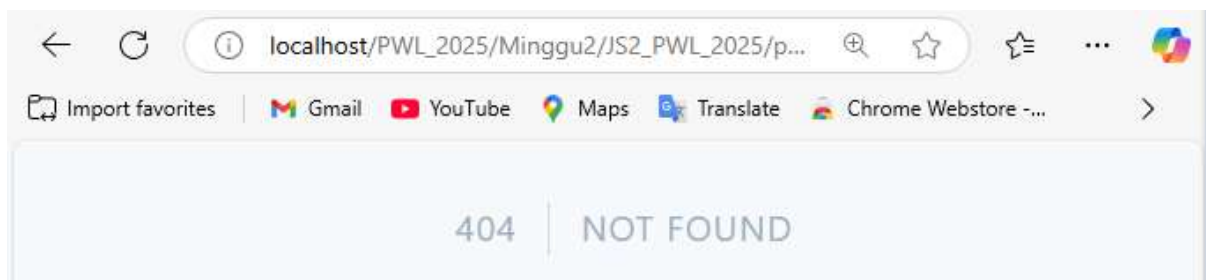 localhost/PWL_2025/Minggu2/JS2_PWL_2025/p...
Import favorites Gmail YouTube Maps Translate Chrome Webstore -...
404 NOT FOUND